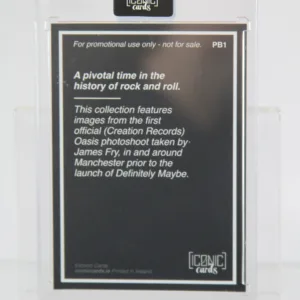 [ICONIC]
cards
For promotional use only - not for sale. PB1
A pivotal time in the
history of rock and roll.
This collection features
images from the first
official (Creation Records)
Oasis photoshoot taken by
James Fry, in and around
Manchester prior to the
launch of Definitely Maybe.
[ICONIC]
cards